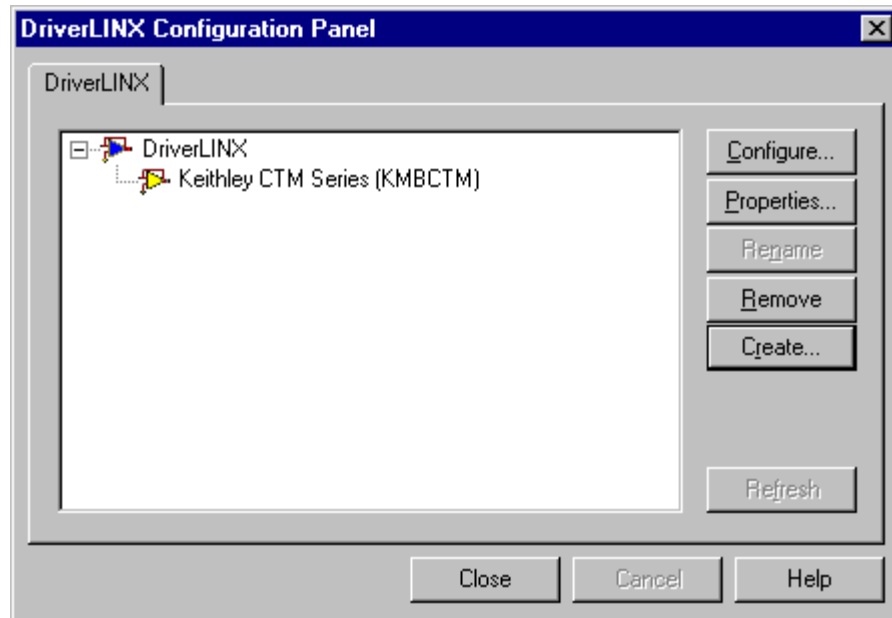 DriverLINX Configuration Panel
DriverLINX
DriverLINX
Keithley CTM Series (KMBCTM)
Configure...
Properties...
Rename
Remove
Create...
Refresh
Close
Cancel
Help